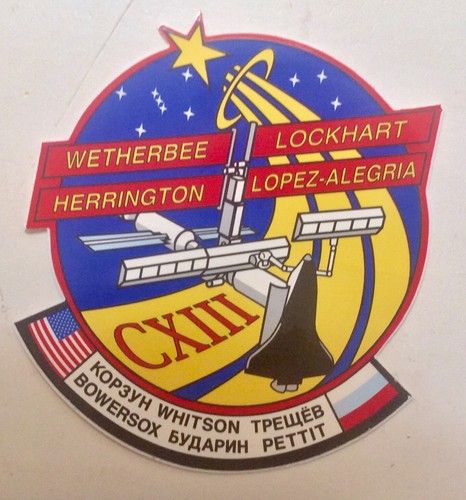 WETHERBEE
LOCKHART
HERRINGTON
LOPEZ-ALEGRIA
CXIII
КОРЗУН WHITSON ТРЕЩЁВ
BOWERSOX БУДАРИН PETTIT